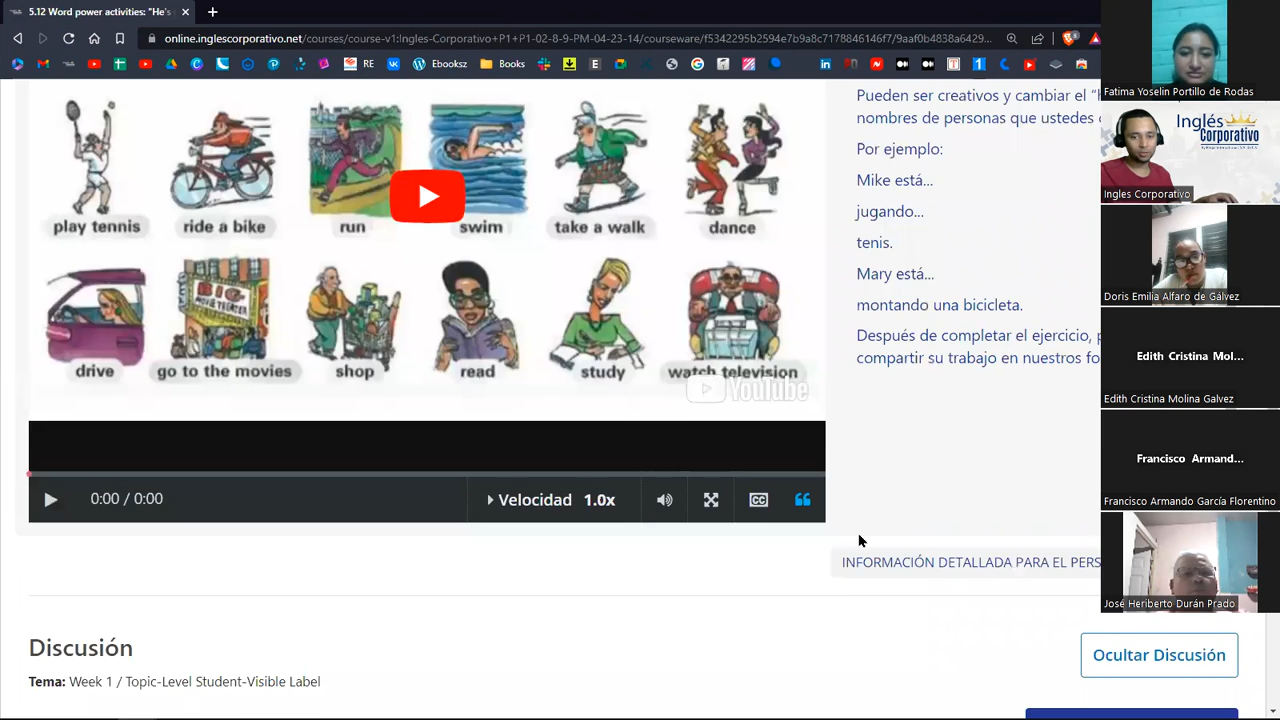 5.12 Word power activities: "He's
online.inglescorporativo.net/courses/course-v1:Ingles-Corporativo+P1+P1-02-8-9-PM-04-23-14/courseware/f5342295b2594e7b9a8c7178846146f7/9aaf0b4838a6429...
RE
WordPress
Ebookz
Books
play tennis
ride a bike
run
swim
take a walk
dance
drive
go to the movies
shop
read
study
watch television
YouTube
0:00 / 0:00
Velocidad 1.0x
CC
Pueden ser creativos y cambiar el
nombres de personas que ustedes
Por ejemplo:
Mike está...
jugando...
tenis.
Mary está...
montando una bicicleta.
Después de completar el ejercicio,
compartir su trabajo en nuestros
INFORMACIÓN DETALLADA PARA EL PERS
Discusión
Tema: Week 1 / Topic-Level Student-Visible Label
Ocultar Discusión
Fatima Yoselin Portillo de Rodas
Inglés
Corporativo
Ingles Corporativo
Doris Emilia Alfaro de Gálvez
Edith Cristina Mol...
Edith Cristina Molina Galvez
Francisco Armand...
Francisco Armando García Florentino
José Heriberto Durán Prado